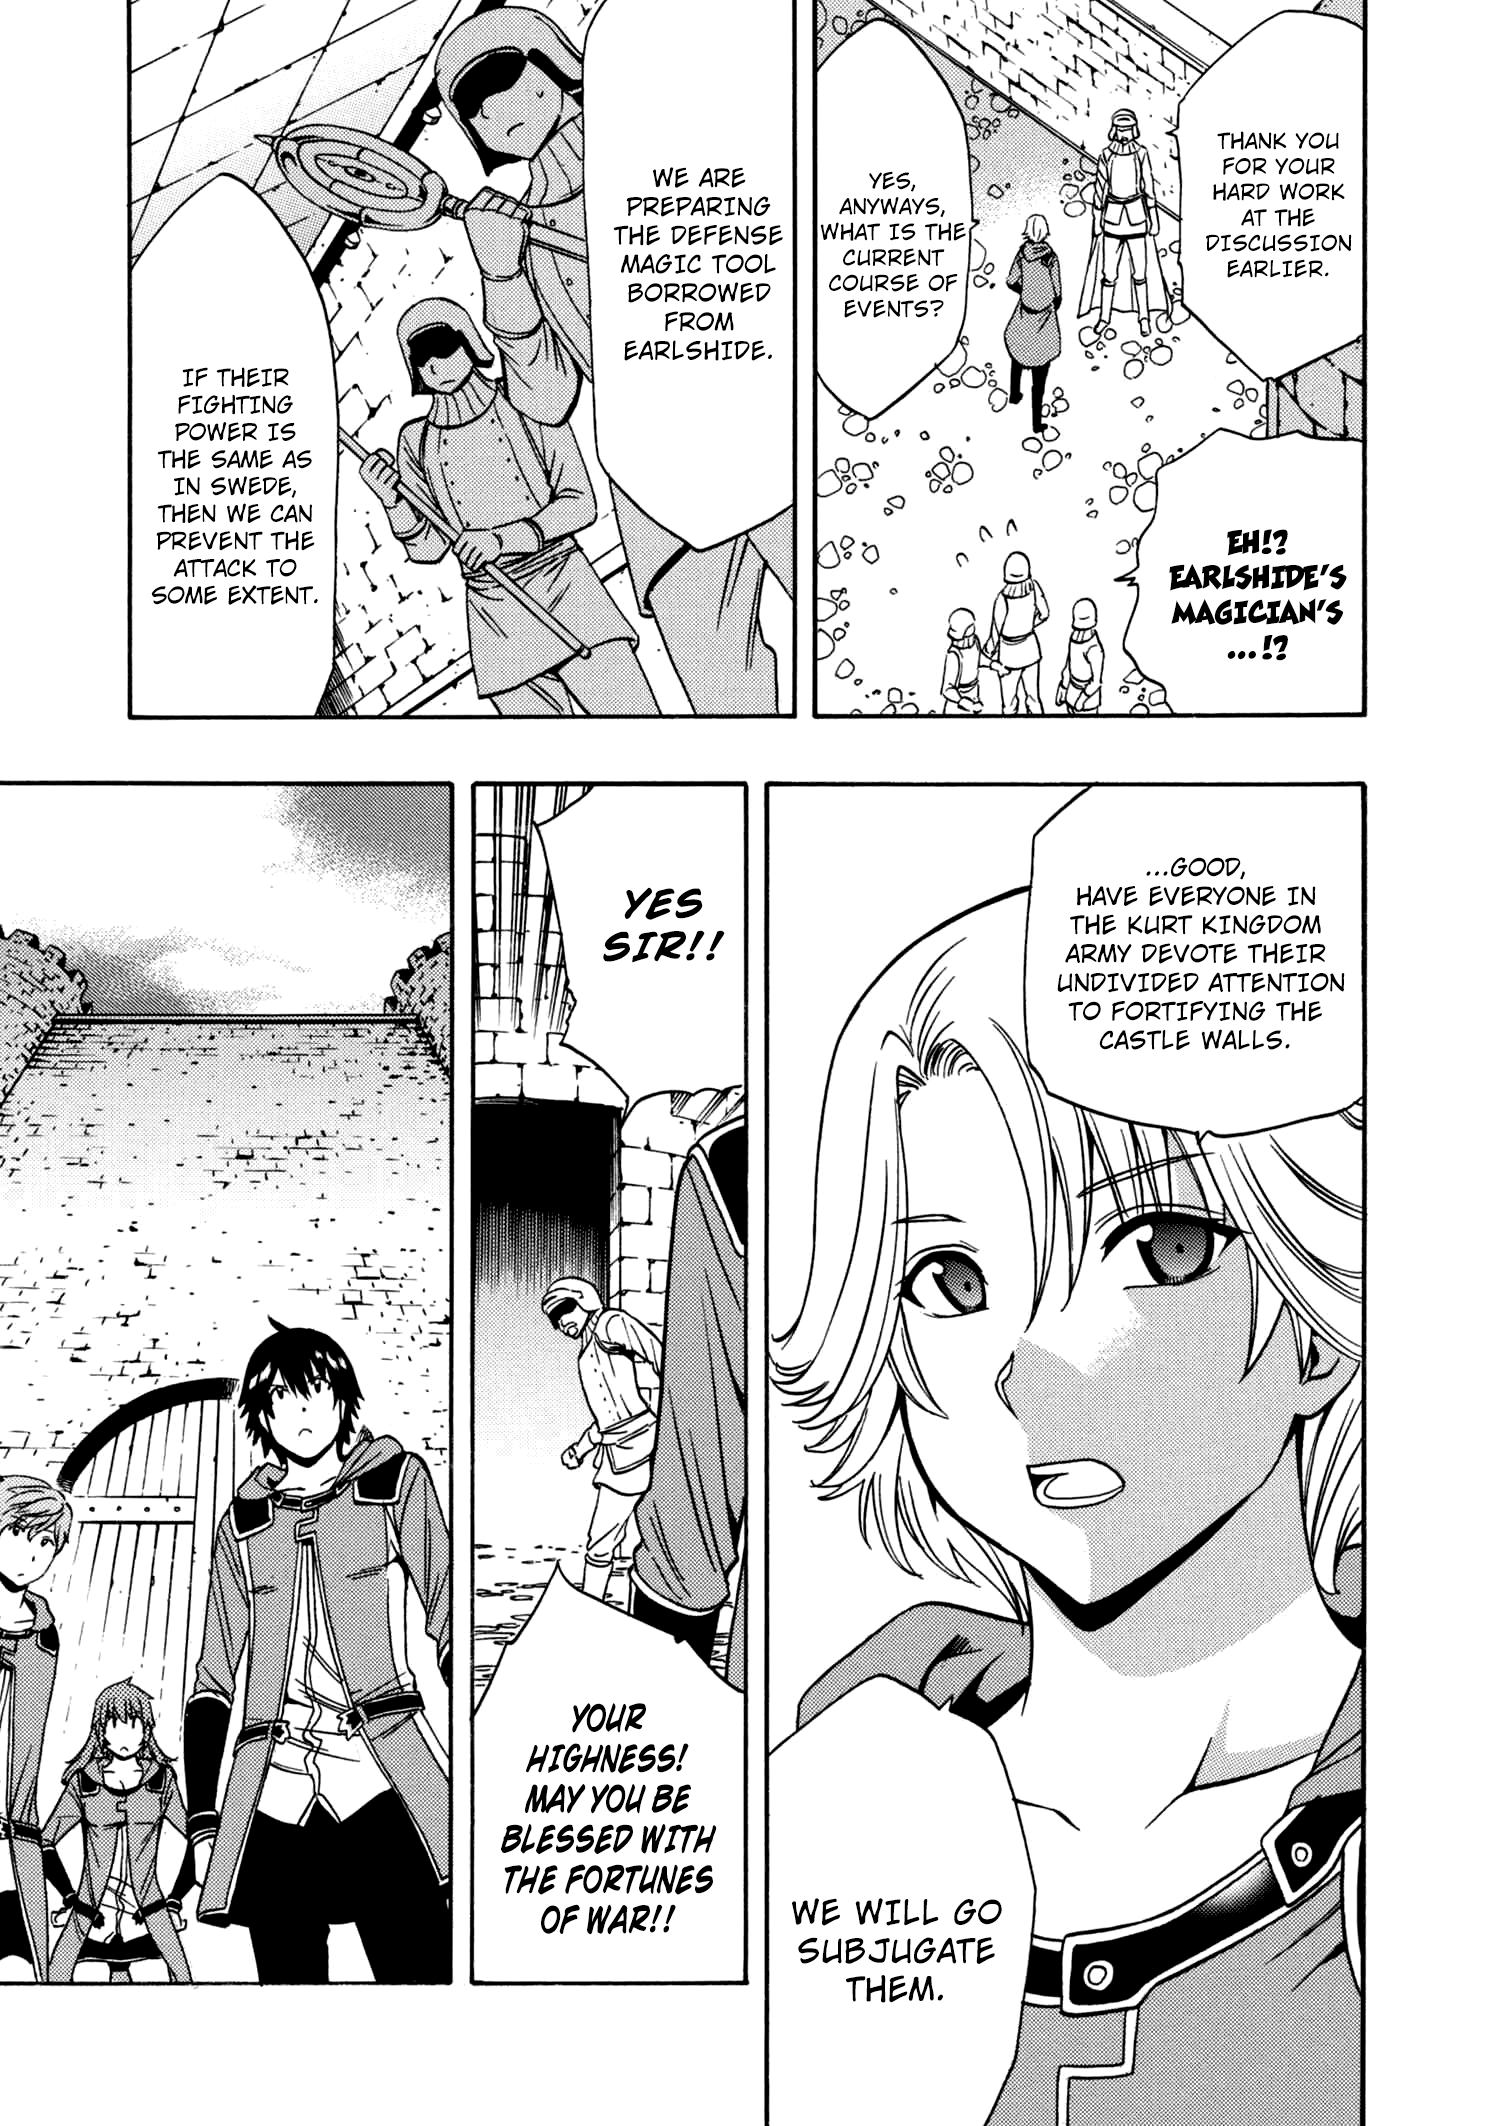 THANK YOU
FOR YOUR
HARD WORK
AT THE
DISCUSSION
EARLIER.
YES,
ANYWAYS,
WHAT IS THE
CURRENT
COURSE OF
EVENTS?
EH!?
EARLSHIDE'S
MAGICIAN'S
...!?
WE ARE
PREPARING
THE DEFENSE
MAGIC TOOL
BORROWED
FROM
EARLSHIDE.
IF THEIR
FIGHTING
POWER IS
THE SAME AS
IN SWEDE,
THEN WE CAN
PREVENT THE
ATTACK TO
SOME EXTENT.
...GOOD,
HAVE EVERYONE IN
THE KURT KINGDOM
ARMY DEVOTE THEIR
UNDIVIDED ATTENTION
TO FORTIFYING THE
CASTLE WALLS.
WE WILL GO
SUBJUGATE
THEM.
YES
SIR!!
YOUR
HIGHNESS!
MAY YOU BE
BLESSED WITH
THE FORTUNES
OF WAR!!